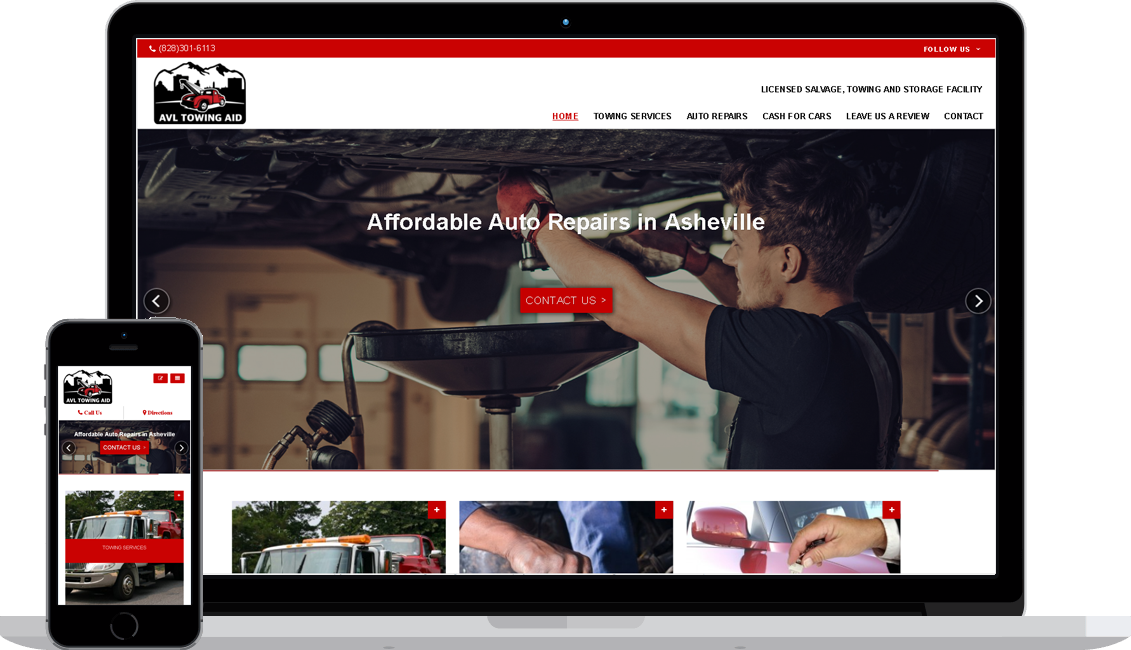 (828)301-6113
FOLLOW US
AVL TOWING AID
LICENSED SALVAGE, TOWING AND STORAGE FACILITY
HOME TOWING SERVICES AUTO REPAIRS CASH FOR CARS LEAVE US A REVIEW CONTACT
Affordable Auto Repairs in Asheville
CONTACT US >
AVL TOWING AID
Call Us Directions
Affordable Auto Repairs in Asheville
CONTACT US >
TOWING SERVICES